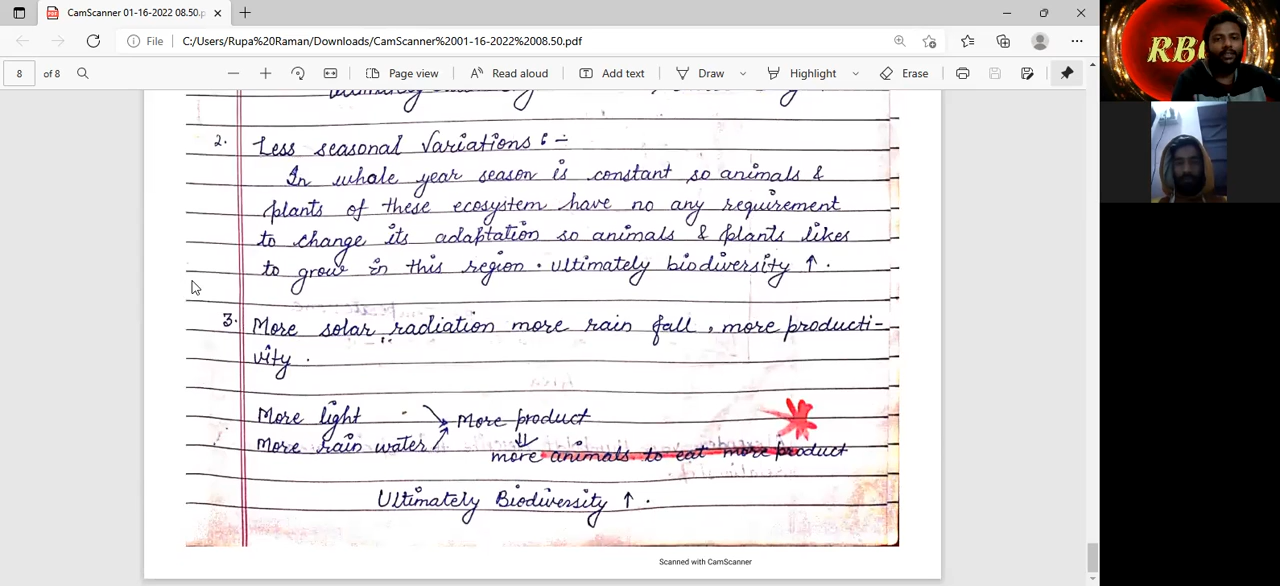 CamScanner 01-16-2022 08.50.p
File
C:/Users/Rupa%20Raman/Downloads/CamScanner%2001-16-2022%2008.50.pdf
8 of 8
Page view
Read aloud
Add text
Draw
Highlight
Erase
RB
2. Less seasonal Variations :-
In whole year season is constant so animals &
plants of these ecosystem have no any requirement
to change its adaptation so animals & plants likes
to grow in this region. Ultimately biodiversity ↑.
3. More solar radiation more rain fall, more producti-
vity.
More light
More product
More rain water
more animals to eat more product
Ultimately Biodiversity ↑.
Scanned with CamScanner